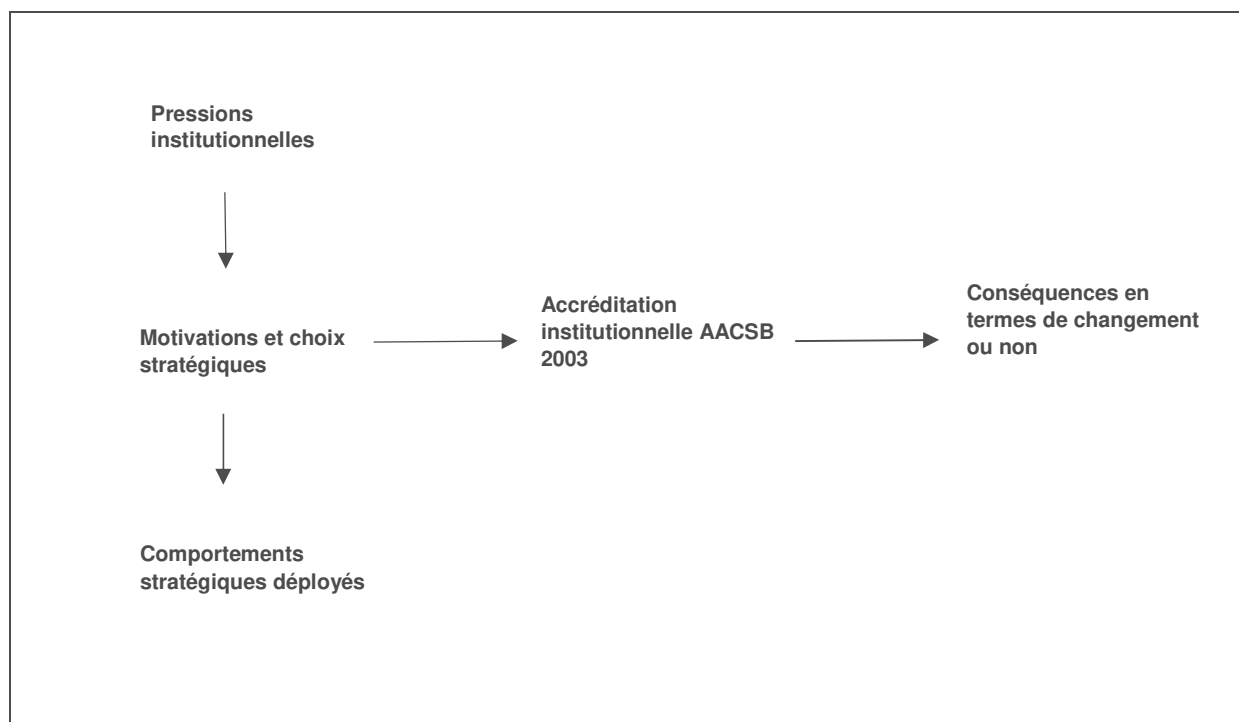 Pressions
institutionnelles
Motivations et choix
stratégiques
Accréditation
institutionnelle AACSB
2003
Conséquences en
termes de changement
ou non
Comportements
stratégiques déployés